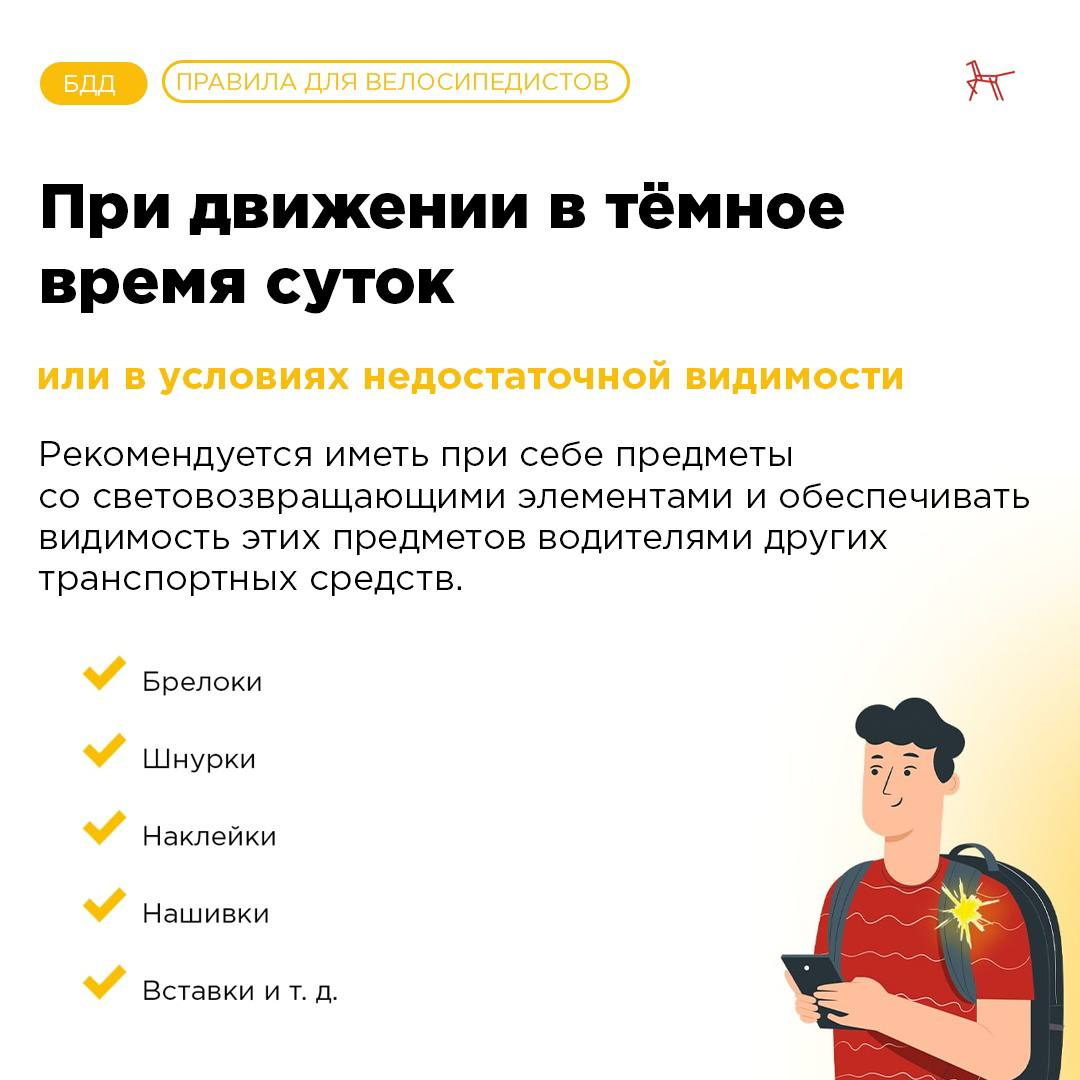 БДД
ПРАВИЛА ДЛЯ ВЕЛОСИПЕДИСТОВ
При движении в тёмное
время суток
или в условиях недостаточной видимости
Рекомендуется иметь при себе предметы
со световозвращающими элементами и обеспечивать
видимость этих предметов водителями других
транспортных средств.
Брелоки
Шнурки
Наклейки
Нашивки
Вставки и т. д.